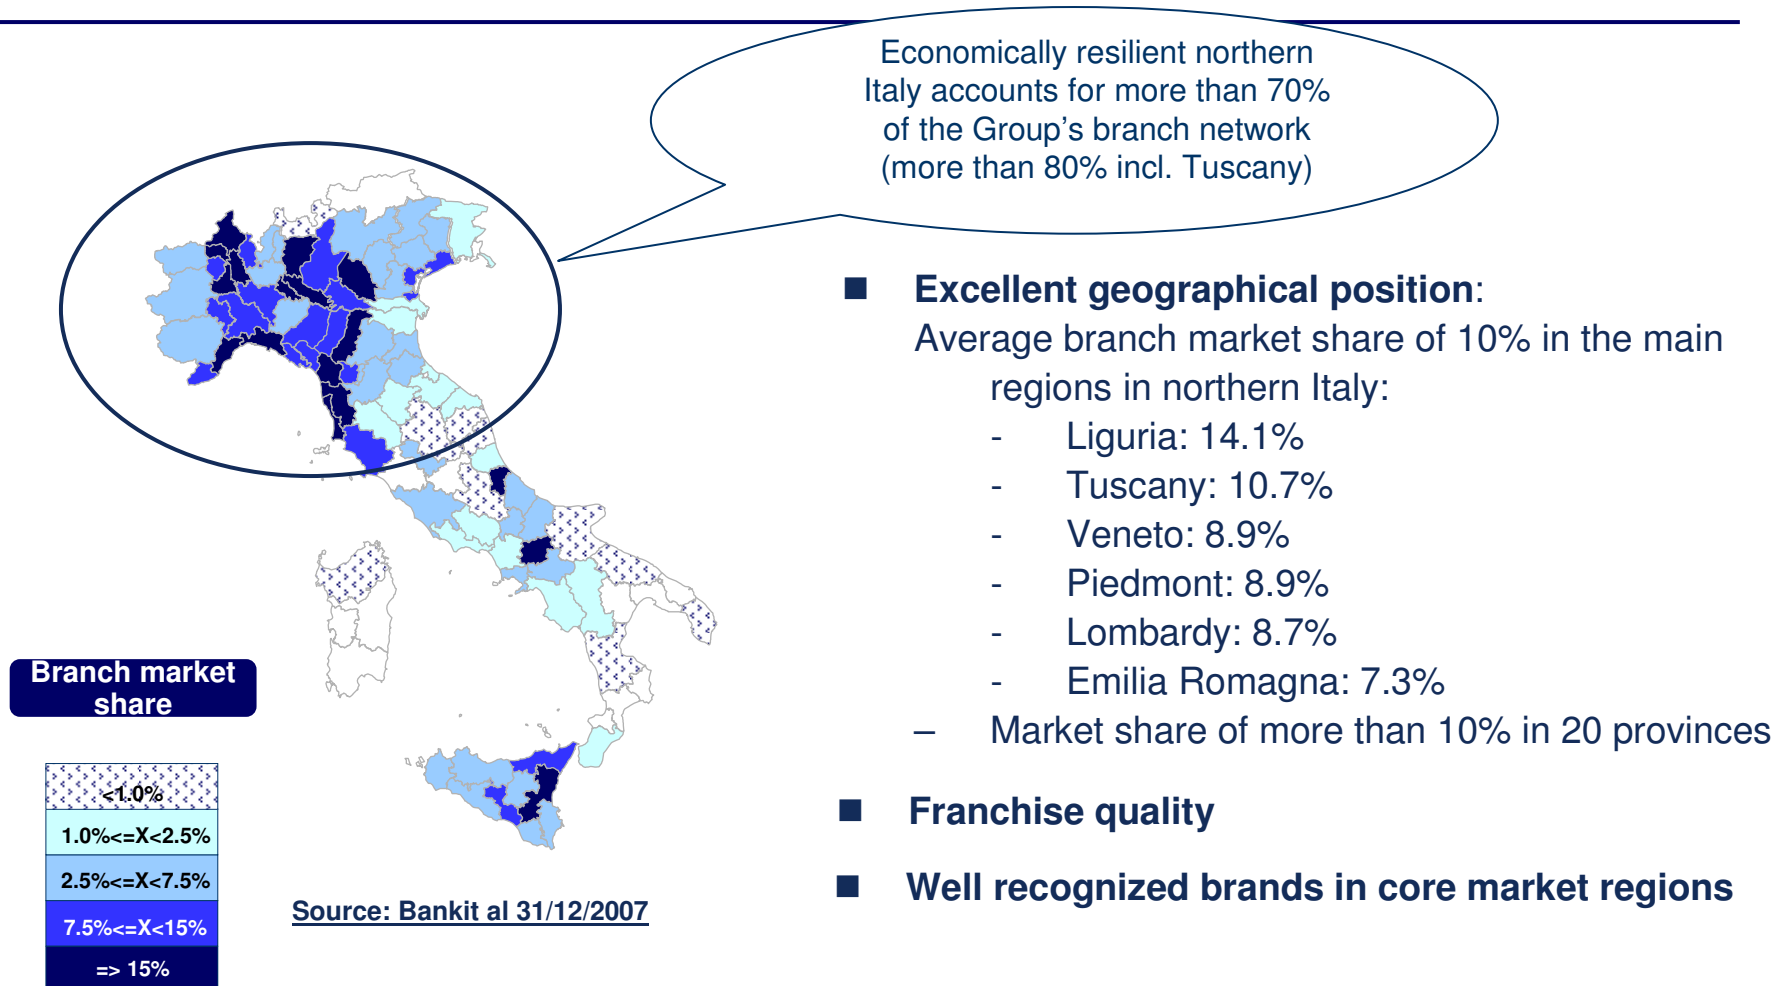 Economically resilient northern
Italy accounts for more than 70%
of the Group’s branch network
(more than 80% incl. Tuscany)
■ Excellent geographical position:
Average branch market share of 10% in the main
regions in northern Italy:
- Liguria: 14.1%
- Tuscany: 10.7%
- Veneto: 8.9%
- Piedmont: 8.9%
- Lombardy: 8.7%
- Emilia Romagna: 7.3%
– Market share of more than 10% in 20 provinces
■ Franchise quality
■ Well recognized brands in core market regions
Branch market
share
<1.0%
1.0%<=X<2.5%
2.5%<=X<7.5%
7.5%<=X<15%
=> 15%
Source: Bankit al 31/12/2007